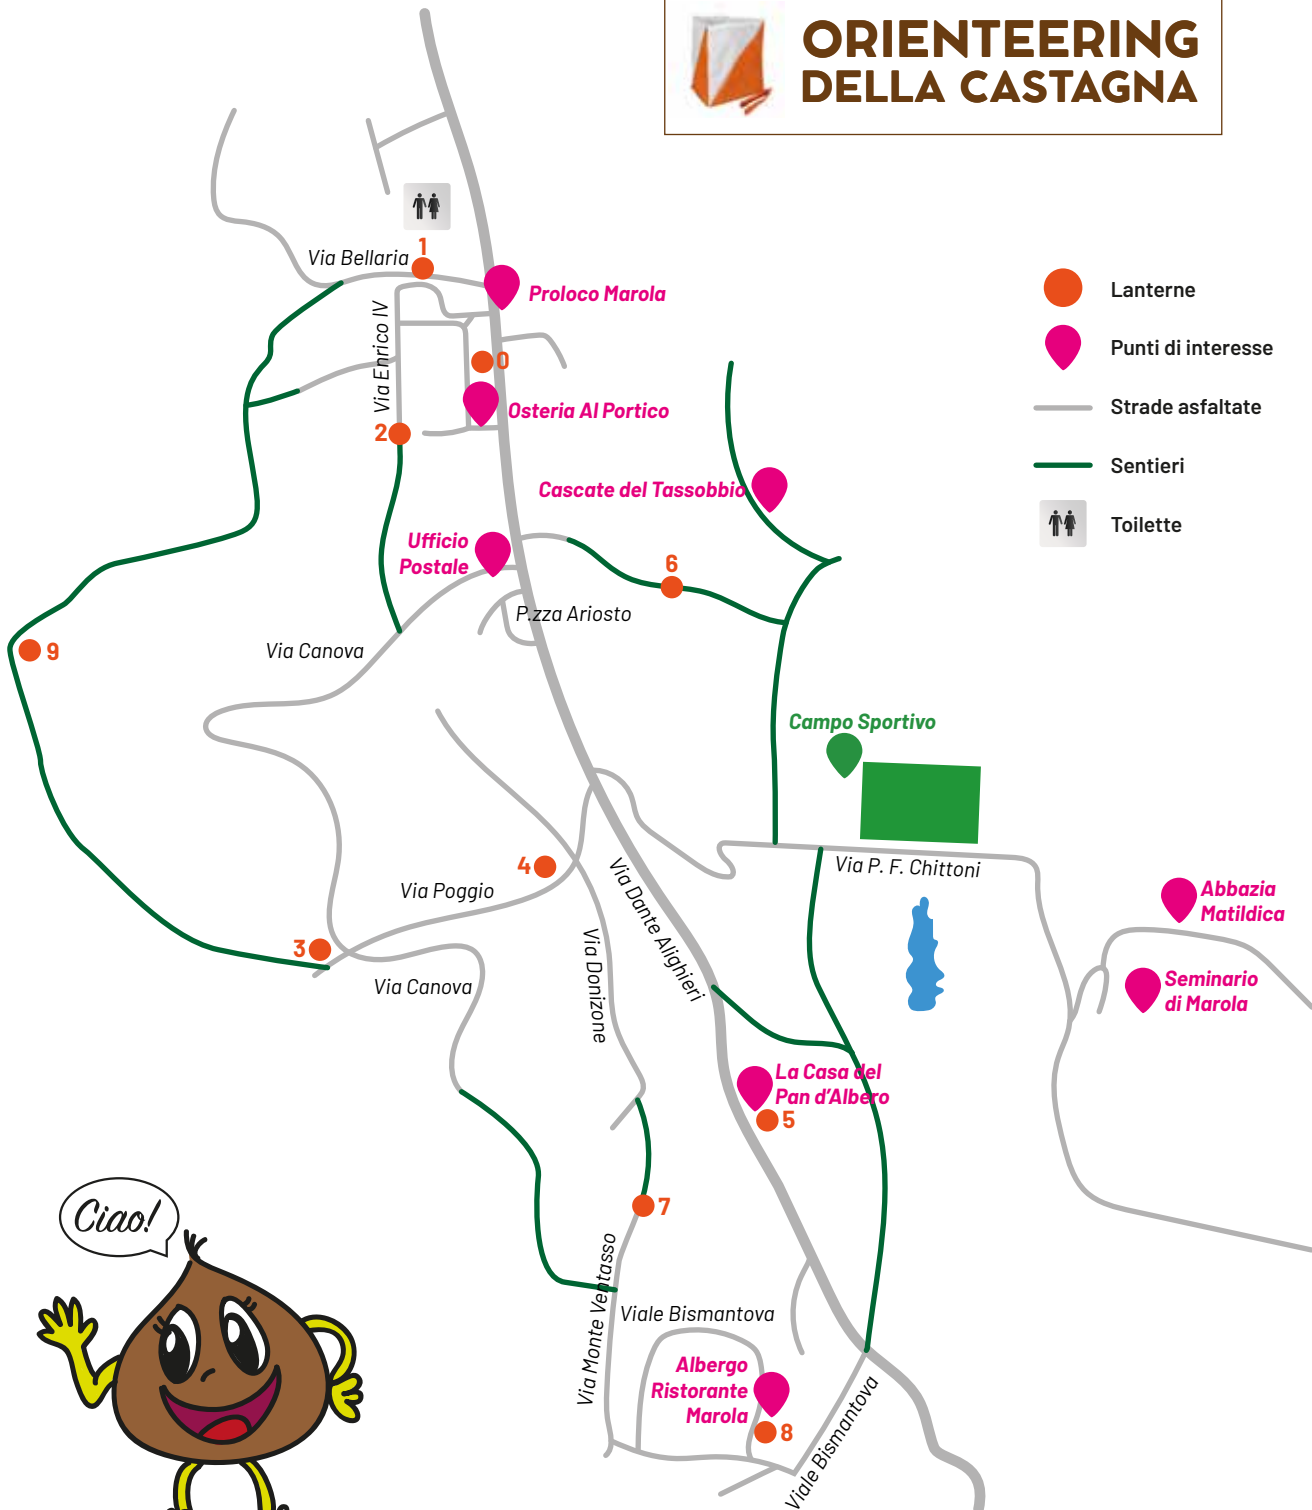 ORIENTEERING
DELLA CASTAGNA
1
Via Bellaria
Proloco Marola
Lanterne
Punti di interesse
Via Enrico IV
0
Osteria Al Portico
Strade asfaltate
2
Sentieri
Cascate del Tassobbio
Toilette
Ufficio
Postale
6
P.zza Ariosto
Via Canova
9
Campo Sportivo
4
Via P. F. Chittoni
Via Poggio
Via Dante Alighieri
Abbazia
Matildica
3
Via Donizone
Via Canova
Seminario
di Marola
La Casa del
Pan d'Albero
5
7
Ciao!
Via Monte Ventasso
Viale Bismantova
Albergo
Ristorante
Marola
8
Viale Bismantova